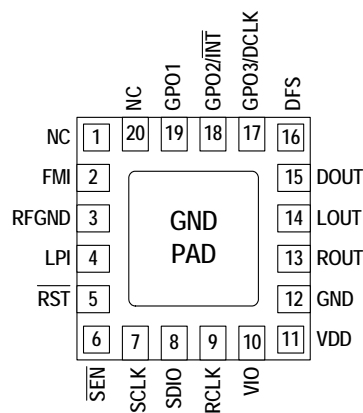 NC
GPO1
GPO2/INT
GPO3/DCLK
DFS
NC 1 20 19 18 17 16
FMI 2 15 DOUT
RFGND 3 GND 14 LOUT
LPI 4 PAD 13 ROUT
RST 5 12 GND
6 7 8 9 10 11 VDD
SEN
SCLK
SDIO
RCLK
VIO